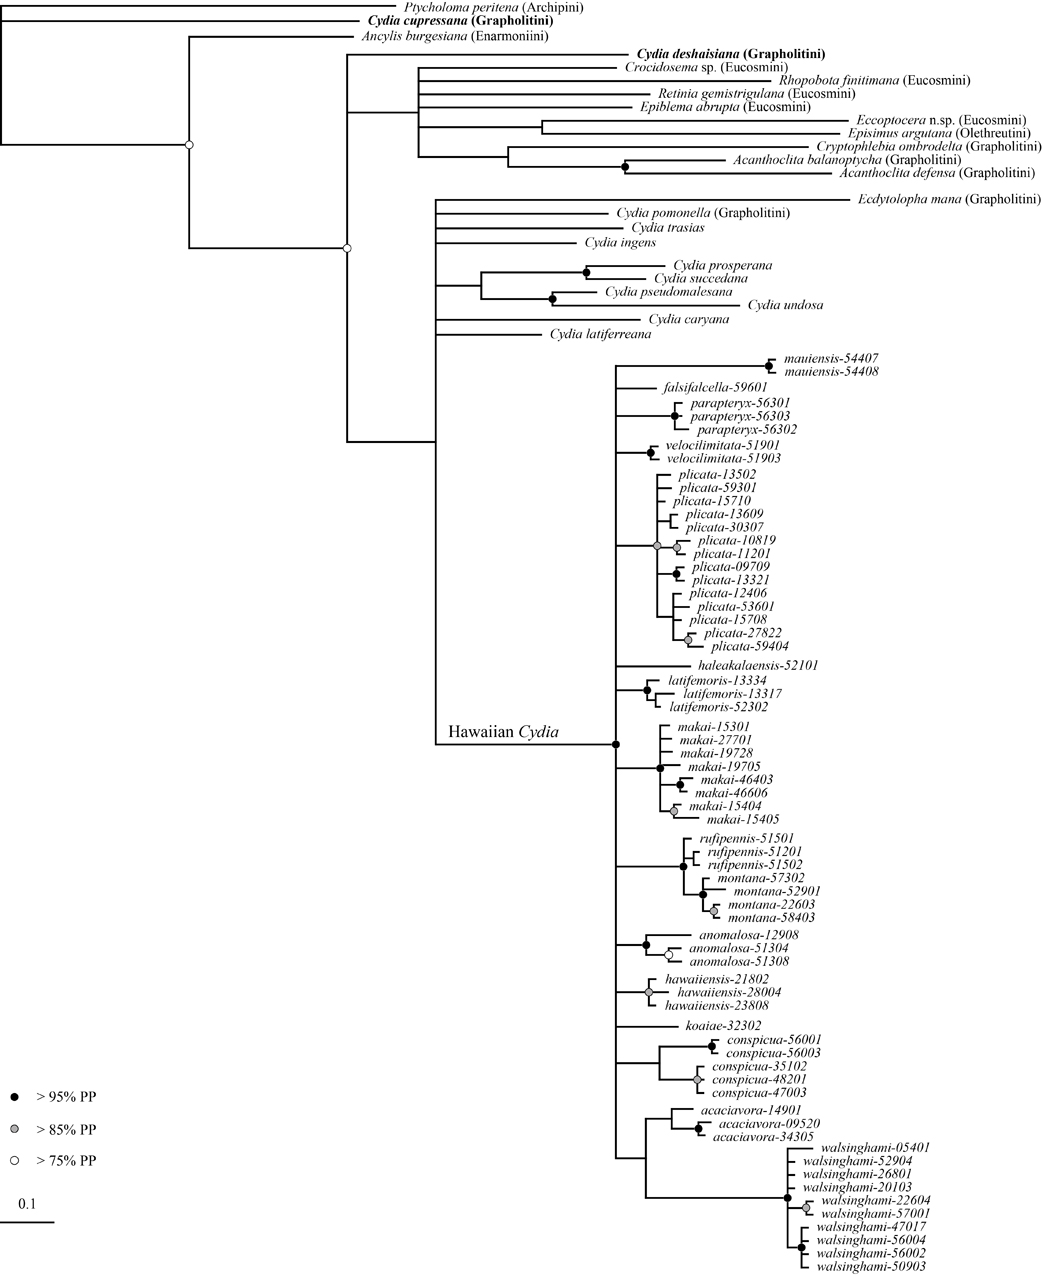 Ptycholoma peritena (Archipini)
Cydia cupressana (Grapholitini)
Ancylis burgesiana (Enarmoniini)
Cydia deshaisiana (Grapholitini)
Crocidosema sp. (Eucosmini)
Rhopobota finitimana (Eucosmini)
Retinia gemistrigulana (Eucosmini)
Epiblema abrupta (Eucosmini)
Eccoptocera n.sp. (Eucosmini)
Episimus argutana (Olethreutini)
Cryptophlebia ombrodelta (Grapholitini)
Acanthoclita balanoptycha (Grapholitini)
Acanthoclita defensa (Grapholitini)
Ecdytolopha mana (Grapholitini)
Cydia pomonella (Grapholitini)
Cydia trasias
Cydia ingens
Cydia prosperana
Cydia succedana
Cydia pseudomalesana
Cydia undosa
Cydia caryana
Cydia latiferreana
mauiensis-54407
mauiensis-54408
falsifalcella-59601
parapteryx-56301
parapteryx-56303
parapteryx-56302
velocilimitata-51901
velocilimitata-51903
plicata-13502
plicata-59301
plicata-15710
plicata-13609
plicata-30307
plicata-10819
plicata-11201
plicata-09709
plicata-13321
plicata-12406
plicata-53601
plicata-15708
plicata-27822
plicata-59404
haleakalaensis-52101
latifemoris-13334
latifemoris-13317
latifemoris-52302
makai-15301
Hawaiian Cydia
makai-27701
makai-19728
makai-19705
makai-46403
makai-46606
makai-15404
makai-15405
rufipennis-51501
rufipennis-51201
rufipennis-51502
montana-57302
montana-52901
montana-22603
montana-58403
anomalosa-12908
anomalosa-51304
anomalosa-51308
hawaiiensis-21802
hawaiiensis-28004
hawaiiensis-23808
koaiae-32302
conspicua-56001
conspicua-56003
conspicua-35102
conspicua-48201
conspicua-47003
acaciavora-14901
acaciavora-09520
acaciavora-34305
walsinghami-05401
walsinghami-52904
walsinghami-26801
walsinghami-20103
walsinghami-22604
walsinghami-57001
walsinghami-47017
walsinghami-56004
walsinghami-56002
walsinghami-50903
> 95% PP
> 85% PP
> 75% PP
0.1